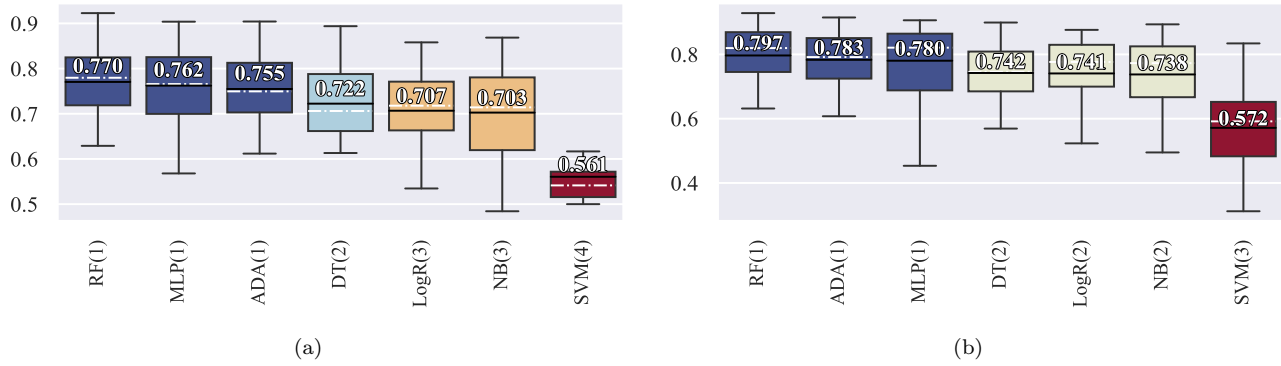 0.9
0.8
0.7
0.6
0.5
0.770
0.762
0.755
0.722
0.707
0.703
0.561
RF(1)
MLP(1)
ADA(1)
DT(2)
LogR(3)
NB(3)
SVM(4)
(a)
0.8
0.6
0.4
0.797
0.783
0.780
0.742
0.741
0.738
0.572
RF(1)
ADA(1)
MLP(1)
DT(2)
LogR(2)
NB(2)
SVM(3)
(b)